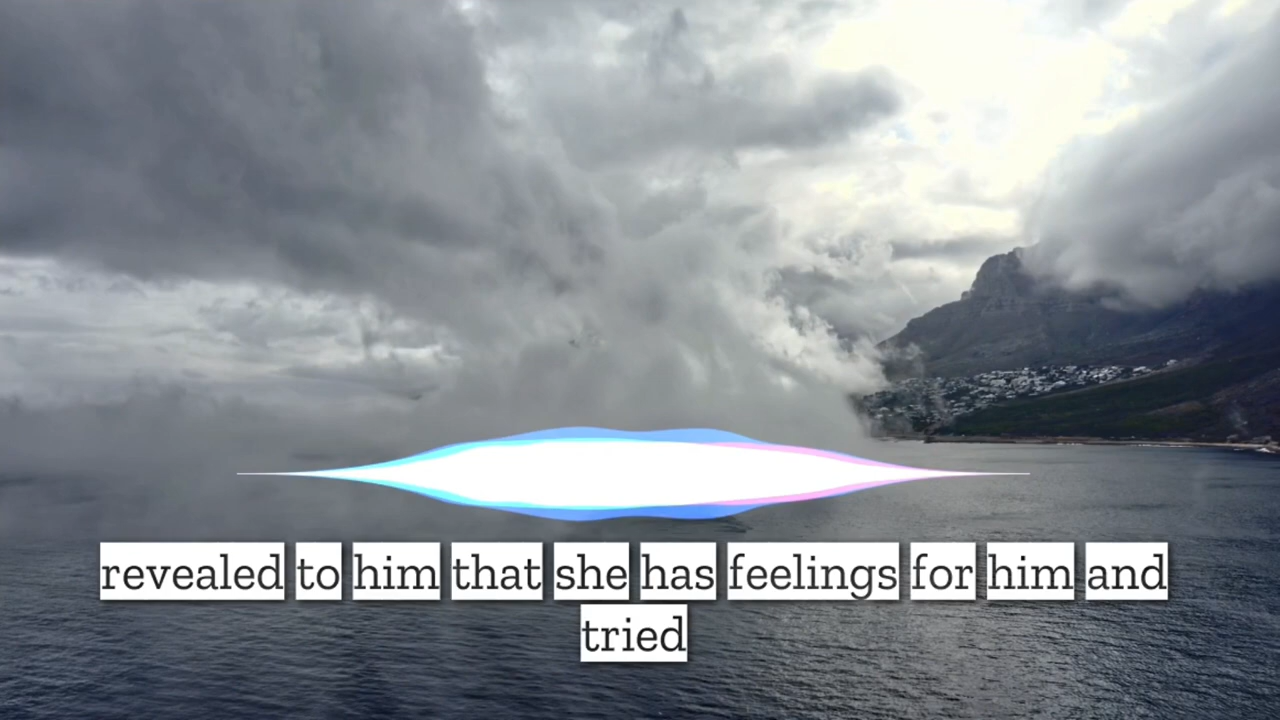 revealed to him that she has feelings for him and
tried